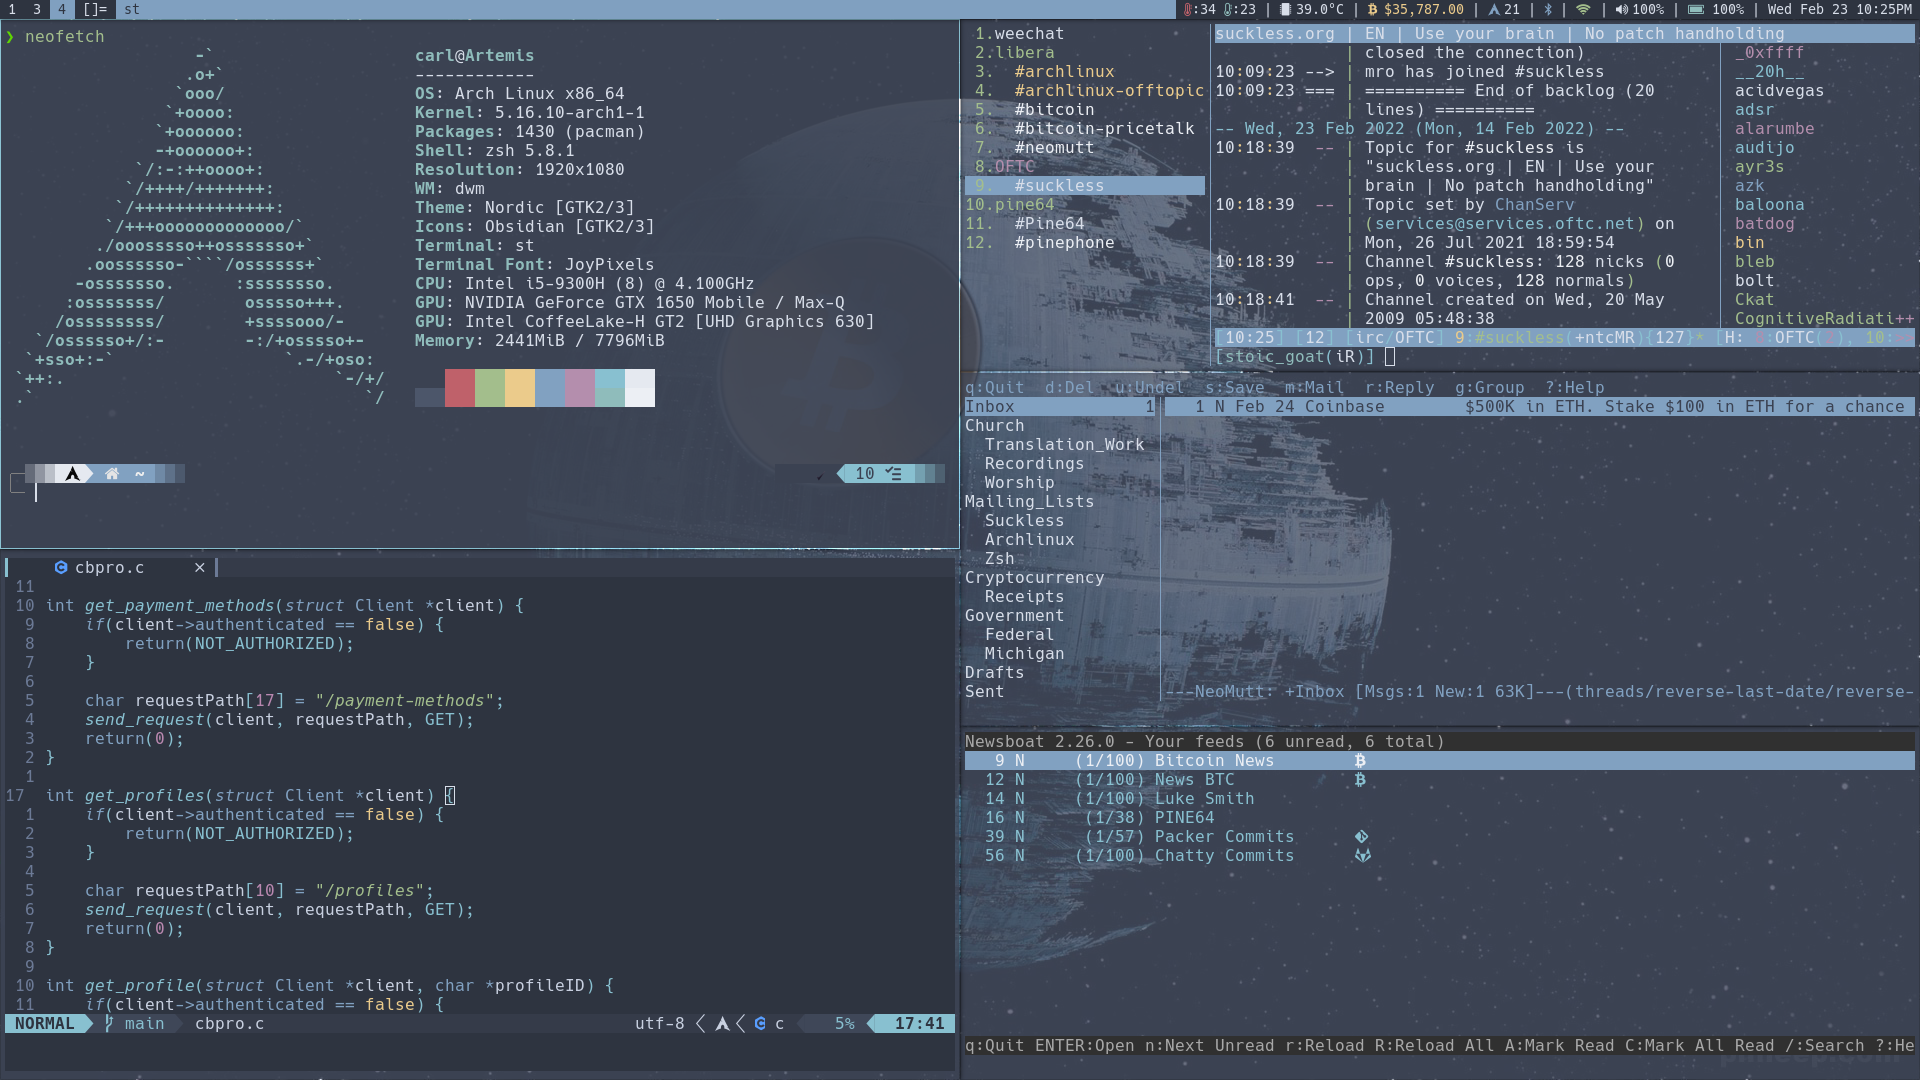 1 3 4 []= st
:34 :23 | 39.0°C | $35,787.00 | 21 | | | 100% | 100% | Wed Feb 23 10:25PM
❯ neofetch
-`
.o+`
`ooo/
`+oooo:
`+oooooo:
-+oooooo+:
`/:-:++oooo+:
`/++++/+++++++:
`/++++++++++++++:
`/+++ooooooooooooo/`
./ooosssso++osssssso+`
.oossssso-````/ossssss+`
-osssssso. :ssssssso.
:osssssss/ osssso+++.
/ossssssss/ +ssssooo/-
`/ossssso+/:- -:/+osssso+-
`+sso+:-` `.-/+oso:
`++:. `-/+/
.` `/
carl@Artemis
------------
OS: Arch Linux x86_64
Kernel: 5.16.10-arch1-1
Packages: 1430 (pacman)
Shell: zsh 5.8.1
Resolution: 1920x1080
WM: dwm
Theme: Nordic [GTK2/3]
Icons: Obsidian [GTK2/3]
Terminal: st
Terminal Font: JoyPixels
CPU: Intel i5-9300H (8) @ 4.100GHz
GPU: NVIDIA GeForce GTX 1650 Mobile / Max-Q
GPU: Intel CoffeeLake-H GT2 [UHD Graphics 630]
Memory: 2441MiB / 7796MiB
~
10
cbpro.c ×
11
10 int get_payment_methods(struct Client *client) {
9 if(client->authenticated == false) {
8 return(NOT_AUTHORIZED);
7 }
6
5 char requestPath[17] = "/payment-methods";
4 send_request(client, requestPath, GET);
3 return(0);
2 }
1
17 int get_profiles(struct Client *client) {
1 if(client->authenticated == false) {
2 return(NOT_AUTHORIZED);
3 }
4
5 char requestPath[10] = "/profiles";
6 send_request(client, requestPath, GET);
7 return(0);
8 }
9
10 int get_profile(struct Client *client, char *profileID) {
11 if(client->authenticated == false) {
NORMAL main cbpro.c utf-8 c 5% 17:41
1.weechat
2.libera
3. #archlinux
4. #archlinux-offtopic
5. #bitcoin
6. #bitcoin-pricetalk
7. #neomutt
8.OFTC
9. #suckless
10.pine64
11. #Pine64
12. #pinephone
suckless.org | EN | Use your brain | No patch handholding
| closed the connection)
10:09:23 --> | mro has joined #suckless
10:09:23 === | ========== End of backlog (20
| lines) ==========
-- Wed, 23 Feb 2022 (Mon, 14 Feb 2022) --
10:18:39 -- | Topic for #suckless is
| "suckless.org | EN | Use your
| brain | No patch handholding"
10:18:39 -- | Topic set by ChanServ
| (services@services.oftc.net) on
| Mon, 26 Jul 2021 18:59:54
10:18:39 -- | Channel #suckless: 128 nicks (0
| ops, 0 voices, 128 normals)
10:18:41 -- | Channel created on Wed, 20 May
| 2009 05:48:38
_0xffff
__20h__
acidvegas
adsr
alarumbe
audijo
ayr3s
azk
baloona
batdog
bin
bleb
bolt
Ckat
CognitiveRadiati++
[10:25] [12] [irc/OFTC] 9:#suckless(+ntcMR){127}* [H: :OFTC( ), 10:
[stoic_goat(iR)]
q:Quit d:Del u:Undel s:Save m:Mail r:Reply g:Group ?:Help
Inbox 1
Church
Translation_Work
Recordings
Worship
Mailing_Lists
Suckless
Archlinux
Zsh
Cryptocurrency
Receipts
Government
Federal
Michigan
Drafts
Sent
1 N Feb 24 Coinbase $500K in ETH. Stake $100 in ETH for a chance
---NeoMutt: +Inbox [Msgs:1 New:1 63K]---(threads/reverse-last-date/reverse-
Newsboat 2.26.0 - Your feeds (6 unread, 6 total)
9 N (1/100) Bitcoin News
12 N (1/100) News BTC
14 N (1/100) Luke Smith
16 N (1/38) PINE64
39 N (1/57) Packer Commits
56 N (1/100) Chatty Commits
q:Quit ENTER:Open n:Next Unread r:Reload R:Reload All A:Mark Read C:Mark All Read /:Search ?:He